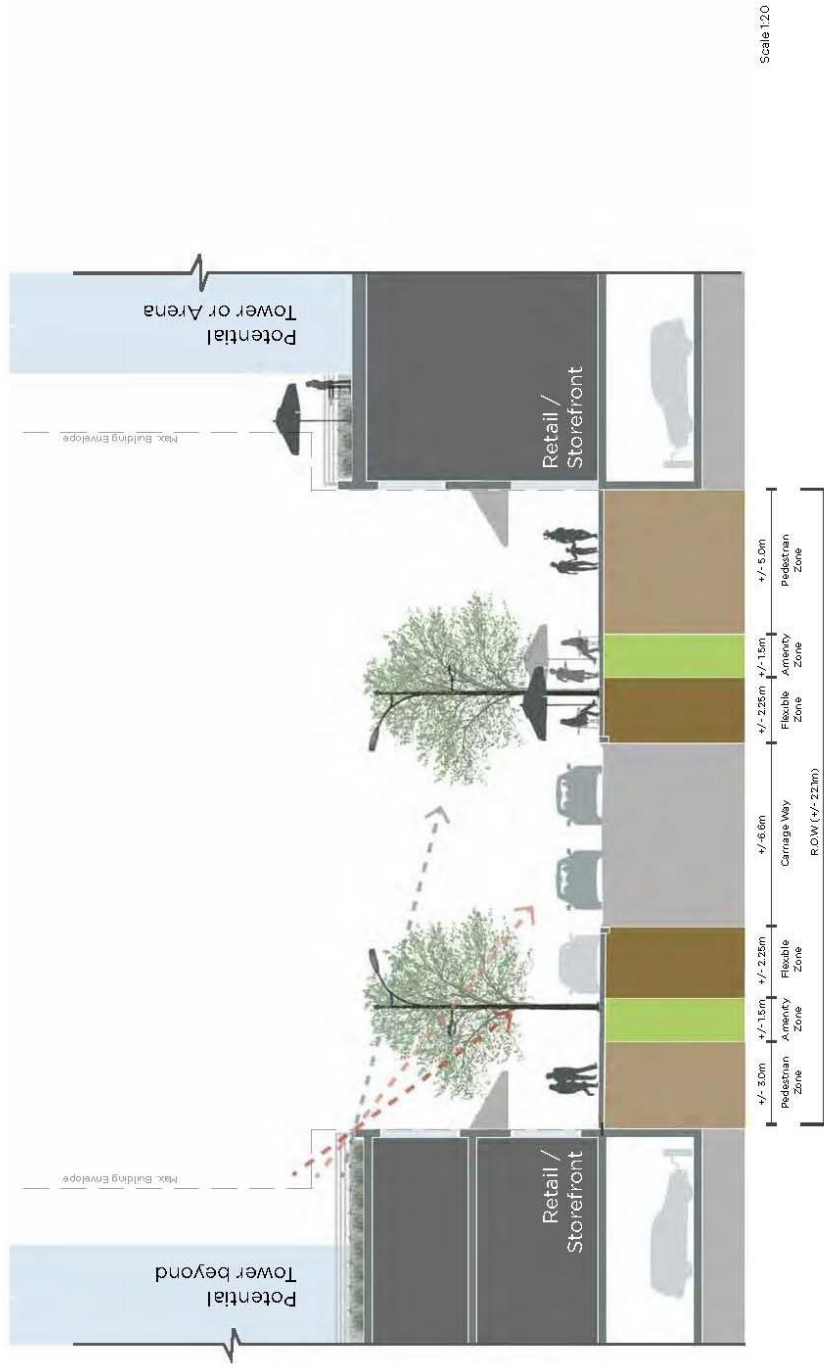 Potential
Tower beyond
Max. Building Envelope
Max. Building Envelope
Potential
Tower or Arena
Retail /
Storefront
Retail /
Storefront
+/- 3.0m
+/- 1.5m
+/- 2.25m
+/-6.6m
+/- 2.25m
+/- 1.5m
+/- 5.0m
Pedestrian
Zone
Amenity
Zone
Flexible
Zone
Carriage Way
Flexible
Zone
Amenity
Zone
Pedestrian
Zone
R.O.W (+/- 22.1m)
Scale 1:20